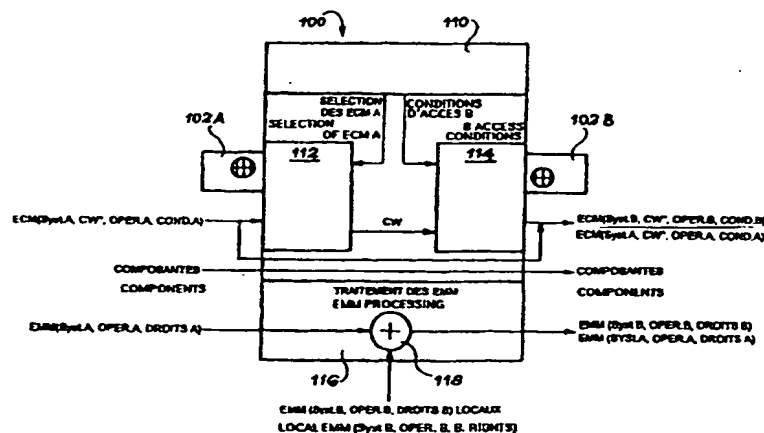 100
110
SELECTION DES ECM A
CONDITIONS D'ACCES B
SELECTION OF ECM A
B ACCESS CONDITIONS
102A
102B
112
114
ECM(Syst.A, CW*, OPER.A, COND.A)
CW
ECM(Syst.B, CW*, OPER.B, COND.B)
ECM(Syst.A, CW*, OPER.A, COND.A)
COMPOSANTES
COMPOSANTES
COMPONENTS
COMPONENTS
TRAITEMENT DES EMM
EMM PROCESSING
EMM(Syst.A, OPER.A, DROITS A)
EMM (Syst B, OPER.B, DROITS B)
EMM (SYSt.A, OPER.A, DROITS A)
116
118
EMM (Syst.B, OPER.B, DROITS B) LOCAUX
LOCAL EMM (Syst B, OPER. B, B. RIGHTS)